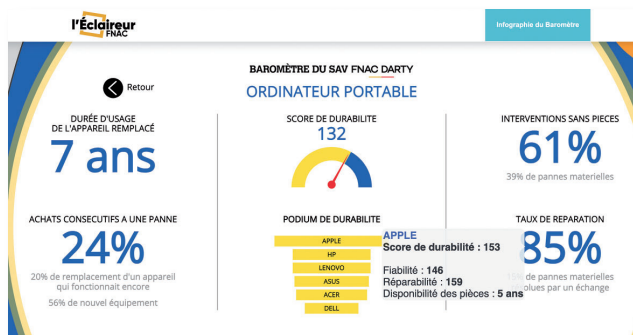 l'Éclaireur
FNAC
Infographie du Baromètre
Retour
BAROMÈTRE DU SAV FNAC DARTY
ORDINATEUR PORTABLE
DURÉE D'USAGE
DE L'APPAREIL REMPLACÉ
7 ans
SCORE DE DURABILITE
132
INTERVENTIONS SANS PIECES
61%
39% de pannes materielles
ACHATS CONSECUTIFS A UNE PANNE
24%
20% de remplacement d'un appareil
qui fonctionnait encore
56% de nouvel équipement
PODIUM DE DURABILITE
APPLE
HP
LENOVO
ASUS
ACER
DELL
APPLE
Score de durabilité : 153
Fiabilité : 146
Réparabilité : 159
Disponibilité des pièces : 5 ans
TAUX DE REPARATION
85%
de pannes materielles
par un échange